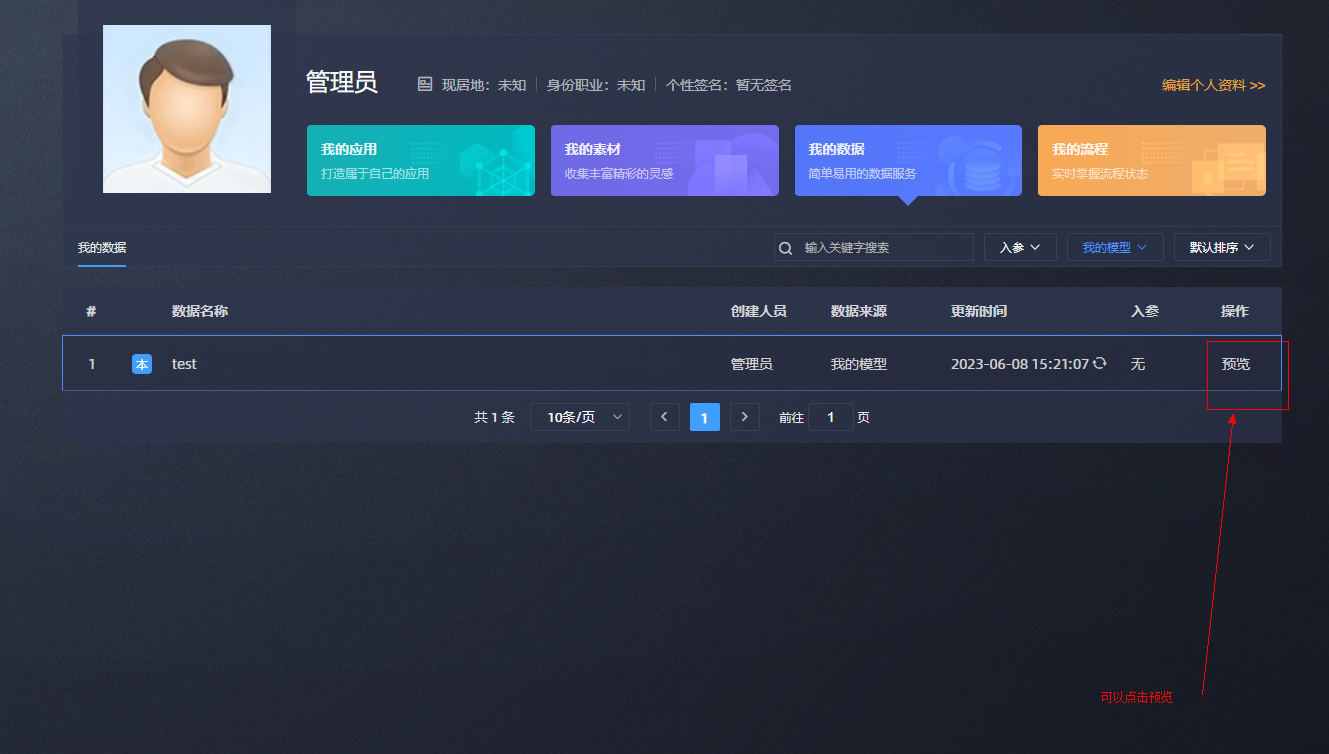 管理员
现居地：未知
身份职业：未知
个性签名：暂无签名
编辑个人资料 >>
我的应用
打造属于自己的应用
我的素材
收集丰富精彩的灵感
我的数据
简单易用的数据服务
我的流程
实时掌握流程状态
我的数据
输入关键字搜索
入参
我的模型
默认排序
# 数据名称 创建人员 数据来源 更新时间 入参 操作
1 本 test 管理员 我的模型 2023-06-08 15:21:07 无 预览
共 1 条 10条/页 1 前往 1 页
可以点击预览